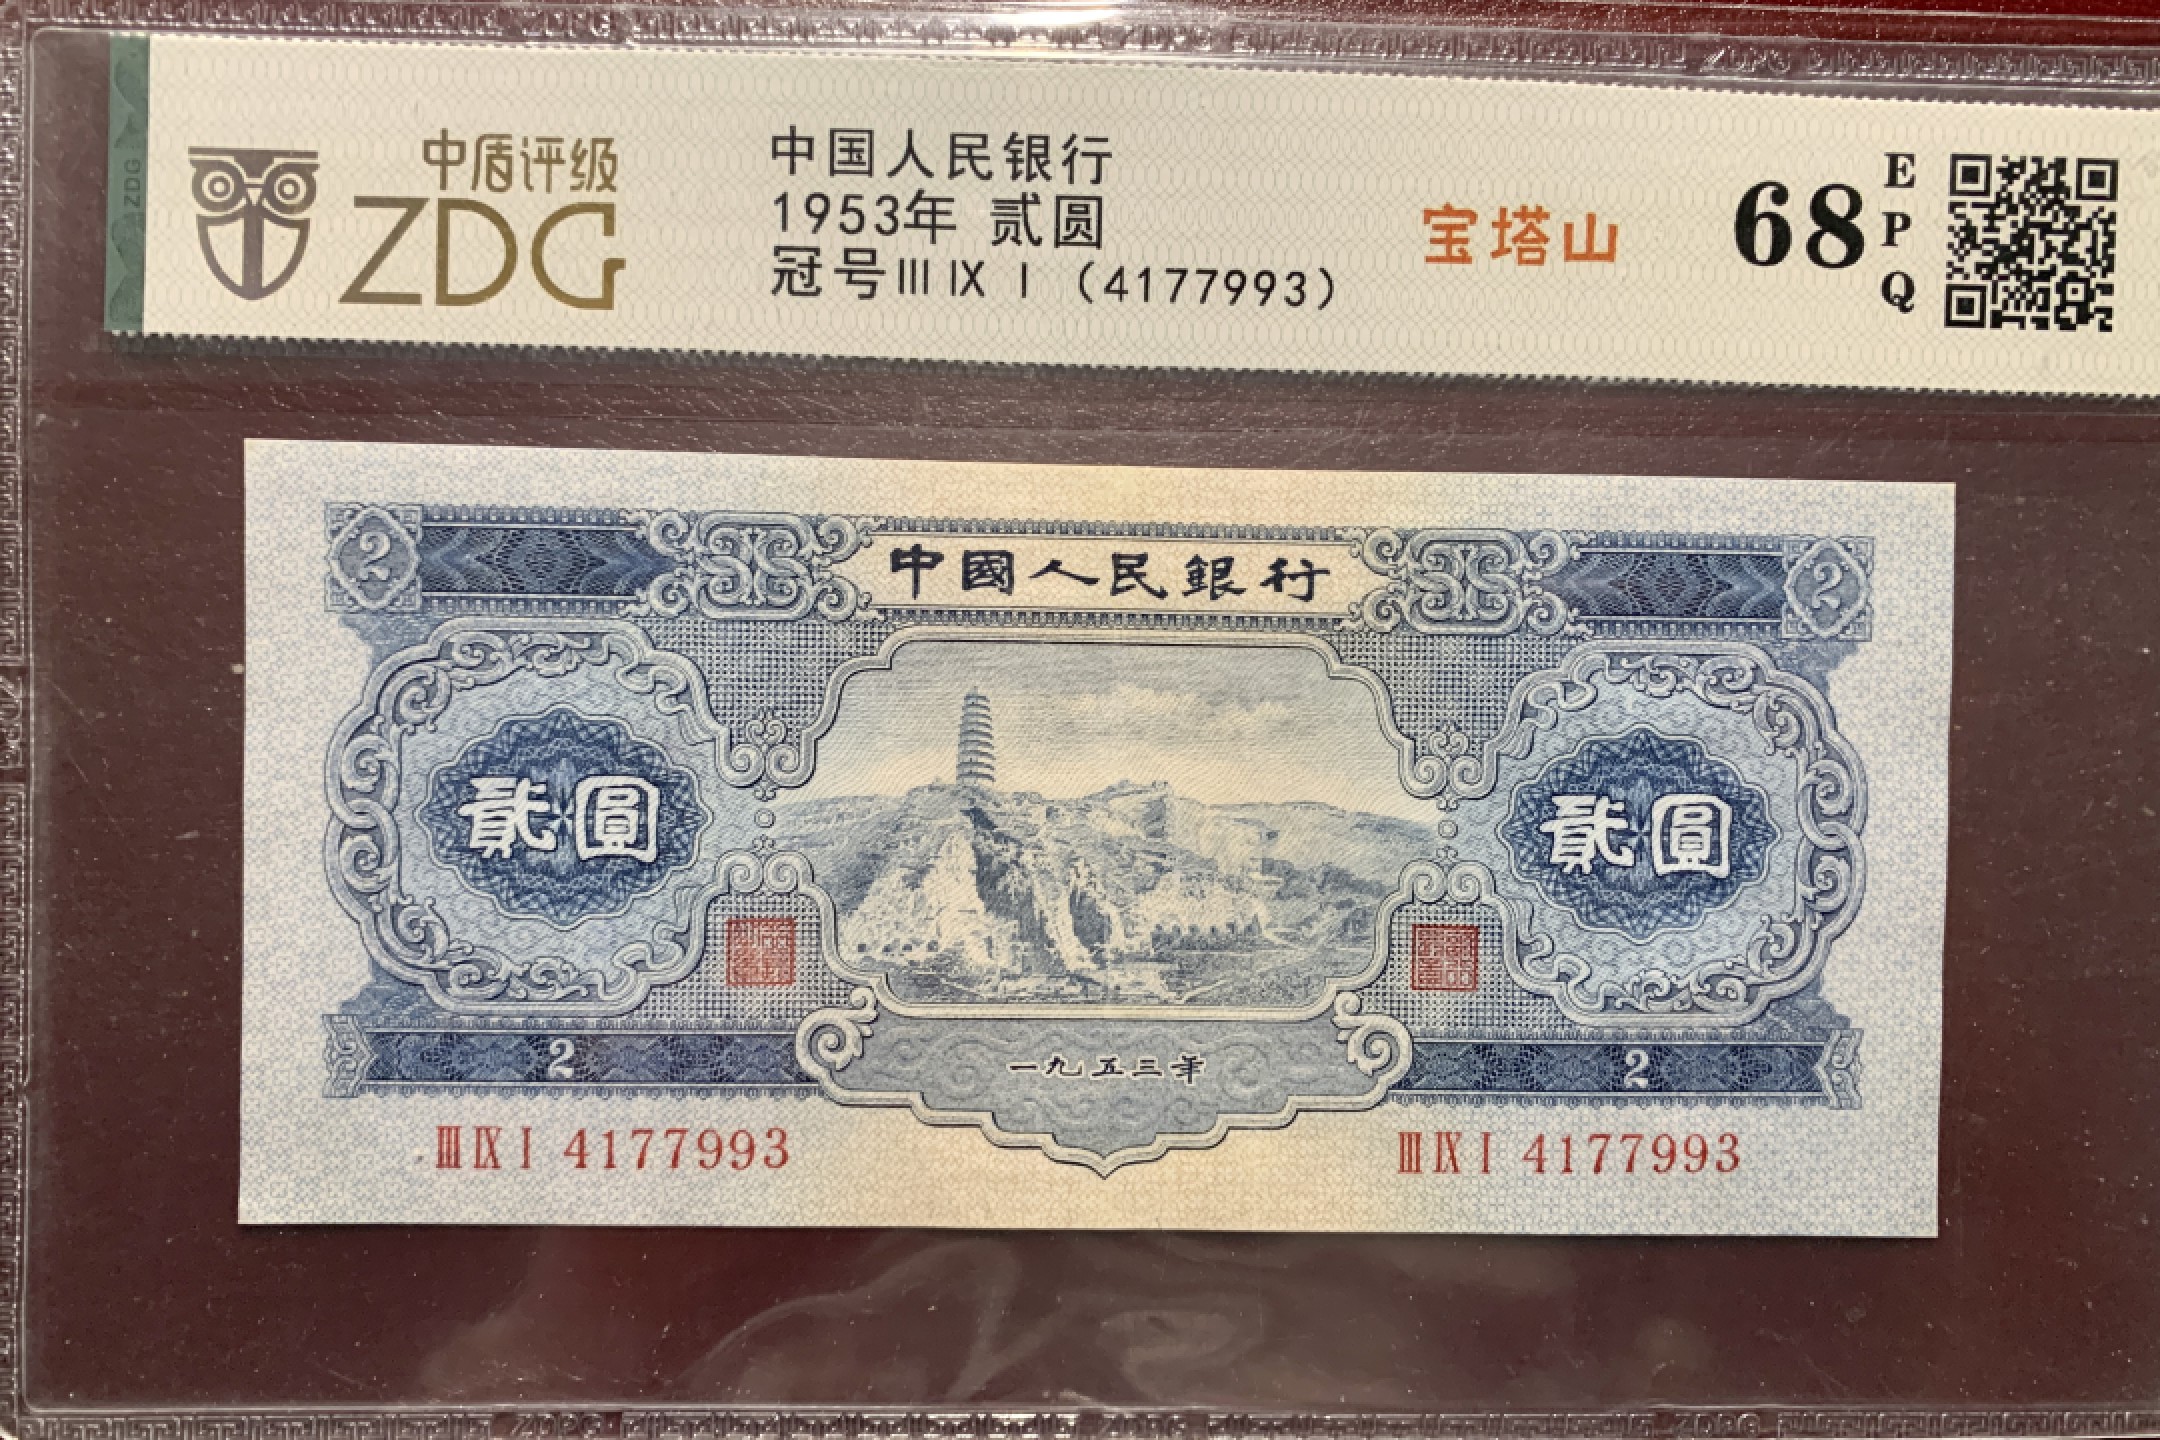 ZDG
中盾评级
ZDG
中国人民银行
1953年 贰圆
冠号III IX I (4177993)
宝塔山
68
E
P
Q
2
中國人民銀行
2
貳圓
貳圓
2
一九五三年
2
III IX I 4177993
III IX I 4177993
ZDPG